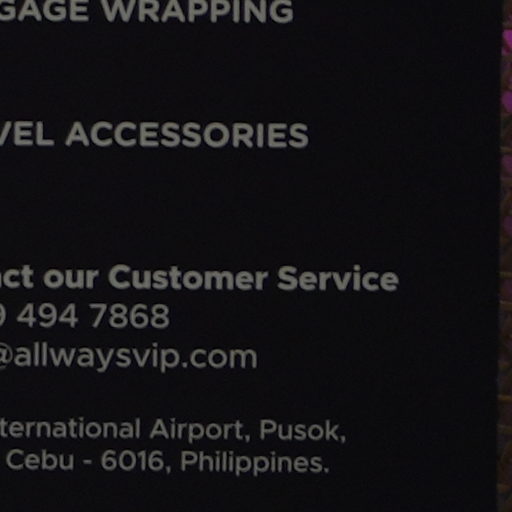 GAGE WRAPPING
VEL ACCESSORIES
act our Customer Service
9 494 7868
@allwaysvip.com
ternational Airport, Pusok,
Cebu - 6016, Philippines.